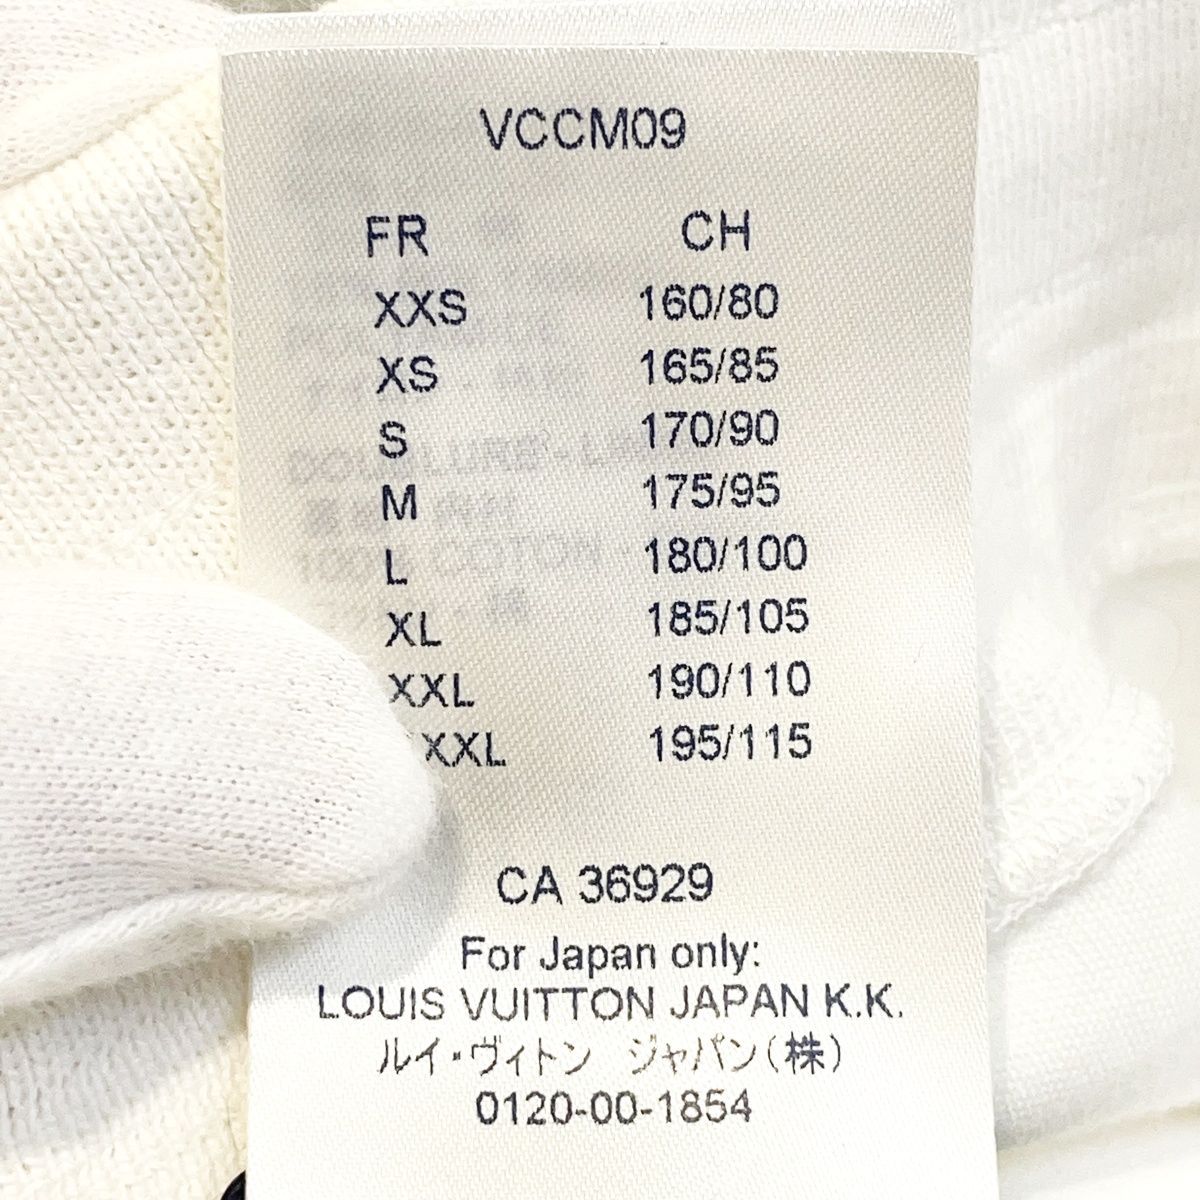 VCCM09
FR CH
XXS 160/80
XS 165/85
S 170/90
M 175/95
L 180/100
XL 185/105
XXL 190/110
XXL 195/115
CA 36929
For Japan only:
LOUIS VUITTON JAPAN K.K.
ルイ・ヴィトン ジャパン(株)
0120-00-1854